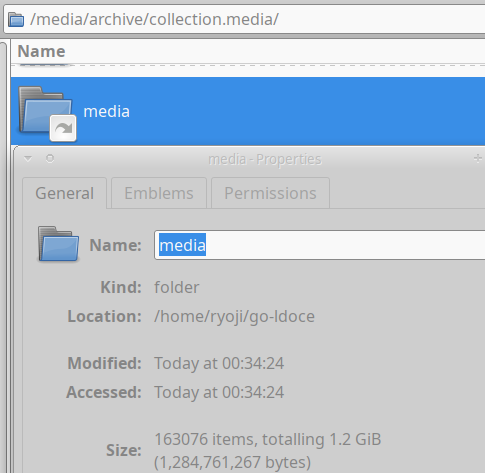 /media/archive/collection.media/
Name
media
media - Properties
General Emblems Permissions
Name: media
Kind: folder
Location: /home/ryoji/go-ldoce
Modified: Today at 00:34:24
Accessed: Today at 00:34:24
Size: 163076 items, totalling 1.2 GiB
(1,284,761,267 bytes)